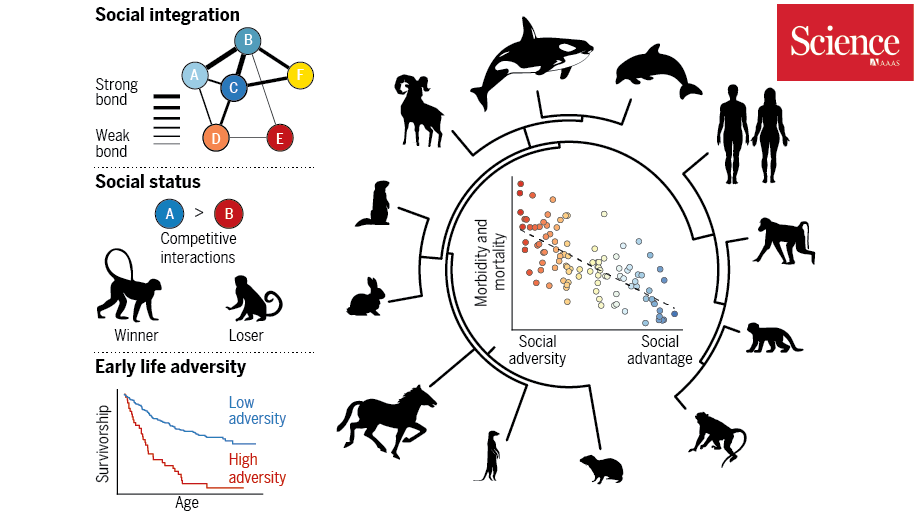 Social integration
Strong
bond
Weak
bond
A
B
C
D
E
F
Social status
A > B
Competitive
interactions
Winner
Loser
Early life adversity
Survivorship
Low
adversity
High
adversity
Age
Morbidity and
mortality
Social
adversity
Social
advantage
Science
AAAS